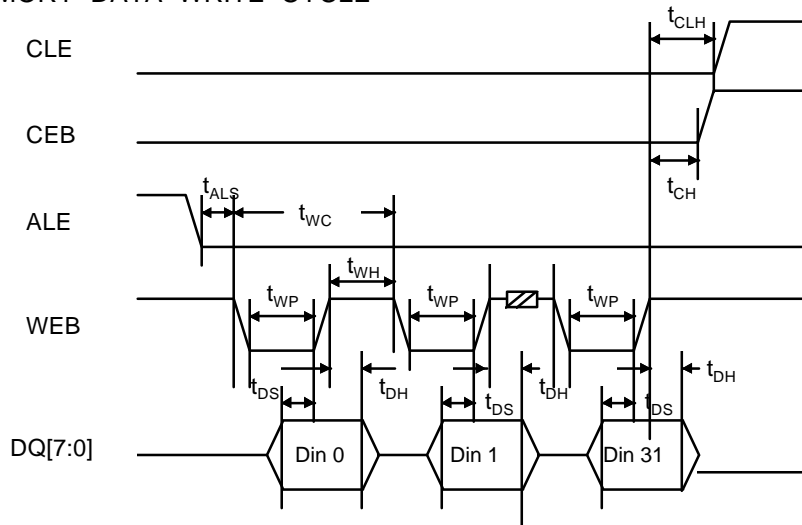 MORY DATA WRITE CYCLE
tCLH
CLE
CEB
tCH
tALS
tWC
ALE
tWH
tWP
tWP
tWP
WEB
tDS
tDH
tDS
tDH
tDS
tDH
DQ[7:0]
Din 0
Din 1
Din 31